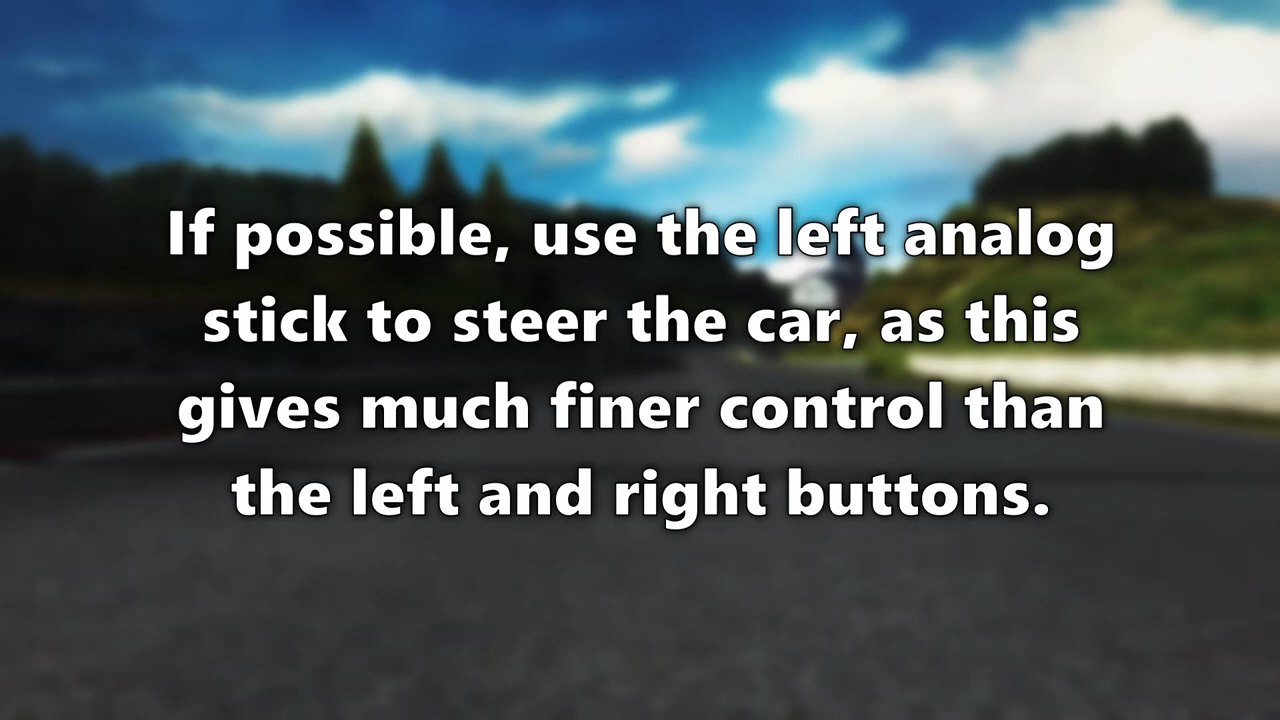 If possible, use the left analog
stick to steer the car, as this
gives much finer control than
the left and right buttons.